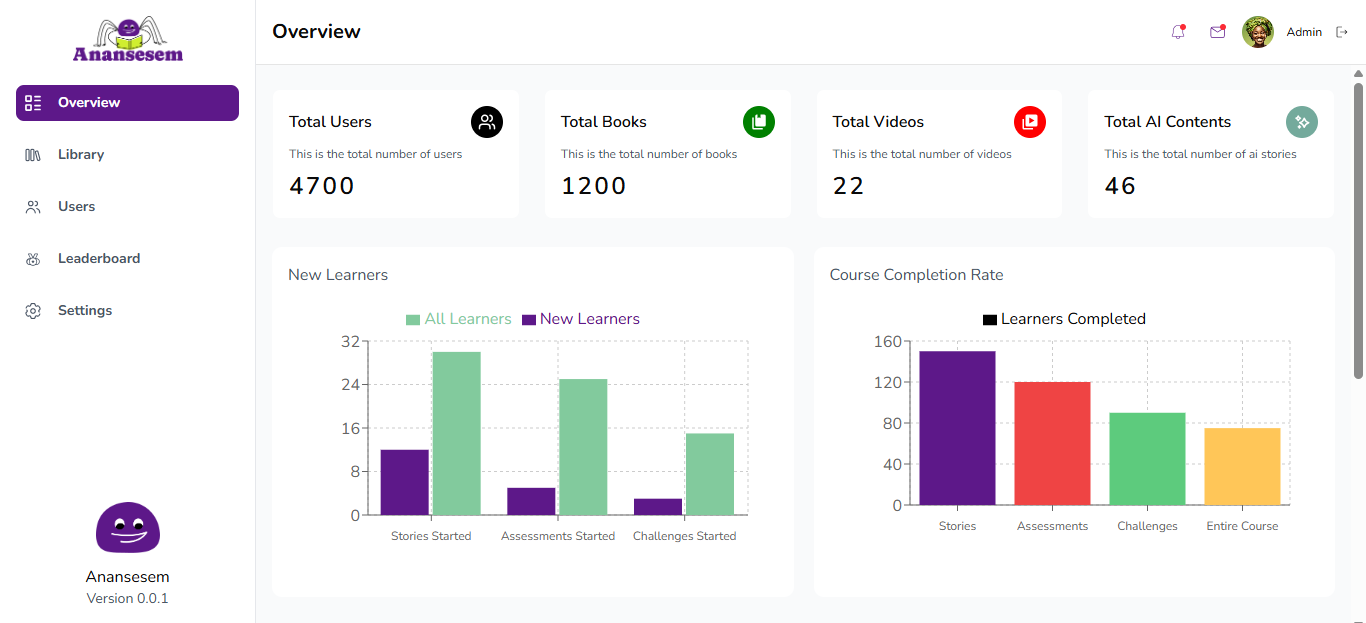 Anansesem
Overview
Library
Users
Leaderboard
Settings
Anansesem
Version 0.0.1
Overview
Admin
Total Users
This is the total number of users
4700
Total Books
This is the total number of books
1200
Total Videos
This is the total number of videos
22
Total AI Contents
This is the total number of ai stories
46
New Learners
All Learners New Learners
32
24
16
8
0
Stories Started Assessments Started Challenges Started
Course Completion Rate
Learners Completed
160
120
80
40
0
Stories Assessments Challenges Entire Course